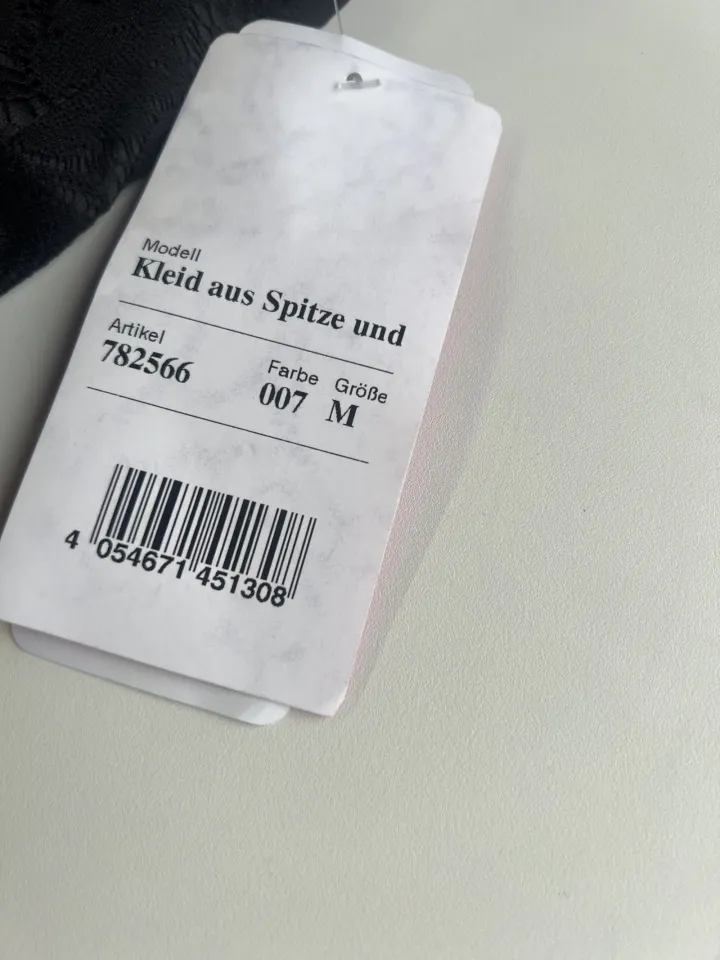 Modell
Kleid aus Spitze und
Artikel Farbe Größe
782566 007 M
4 054671 451308